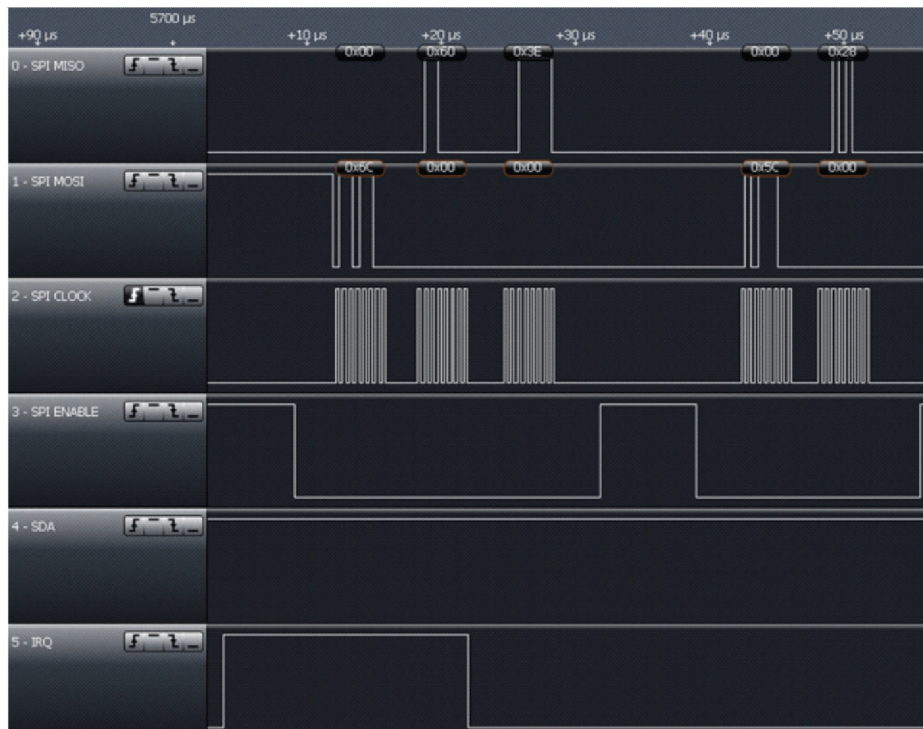 5700 µs
+90 µs +10 µs +20 µs +30 µs +40 µs +50 µs
0x00 0x60 0x3E 0x00 0x28
0 - SPI MISO
0x6C 0x00 0x00 0x5C 0x00
1 - SPI MOSI
2 - SPI CLOCK
3 - SPI ENABLE
4 - SDA
5 - IRQ